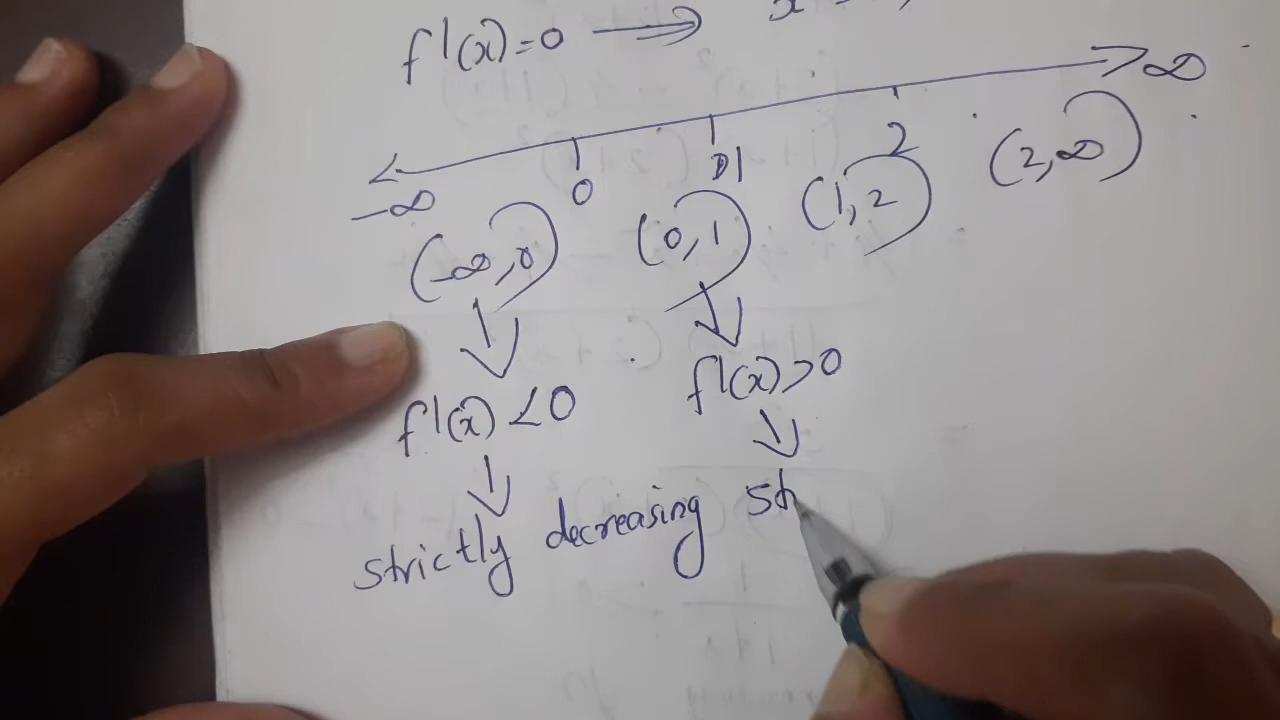 f'(x)=0 ⟹ x
-∞ 0 1 2 ∞
(-∞,0) (0,1) (1,2) (2,∞)
f'(x)<0 f'(x)>0
strictly decreasing st